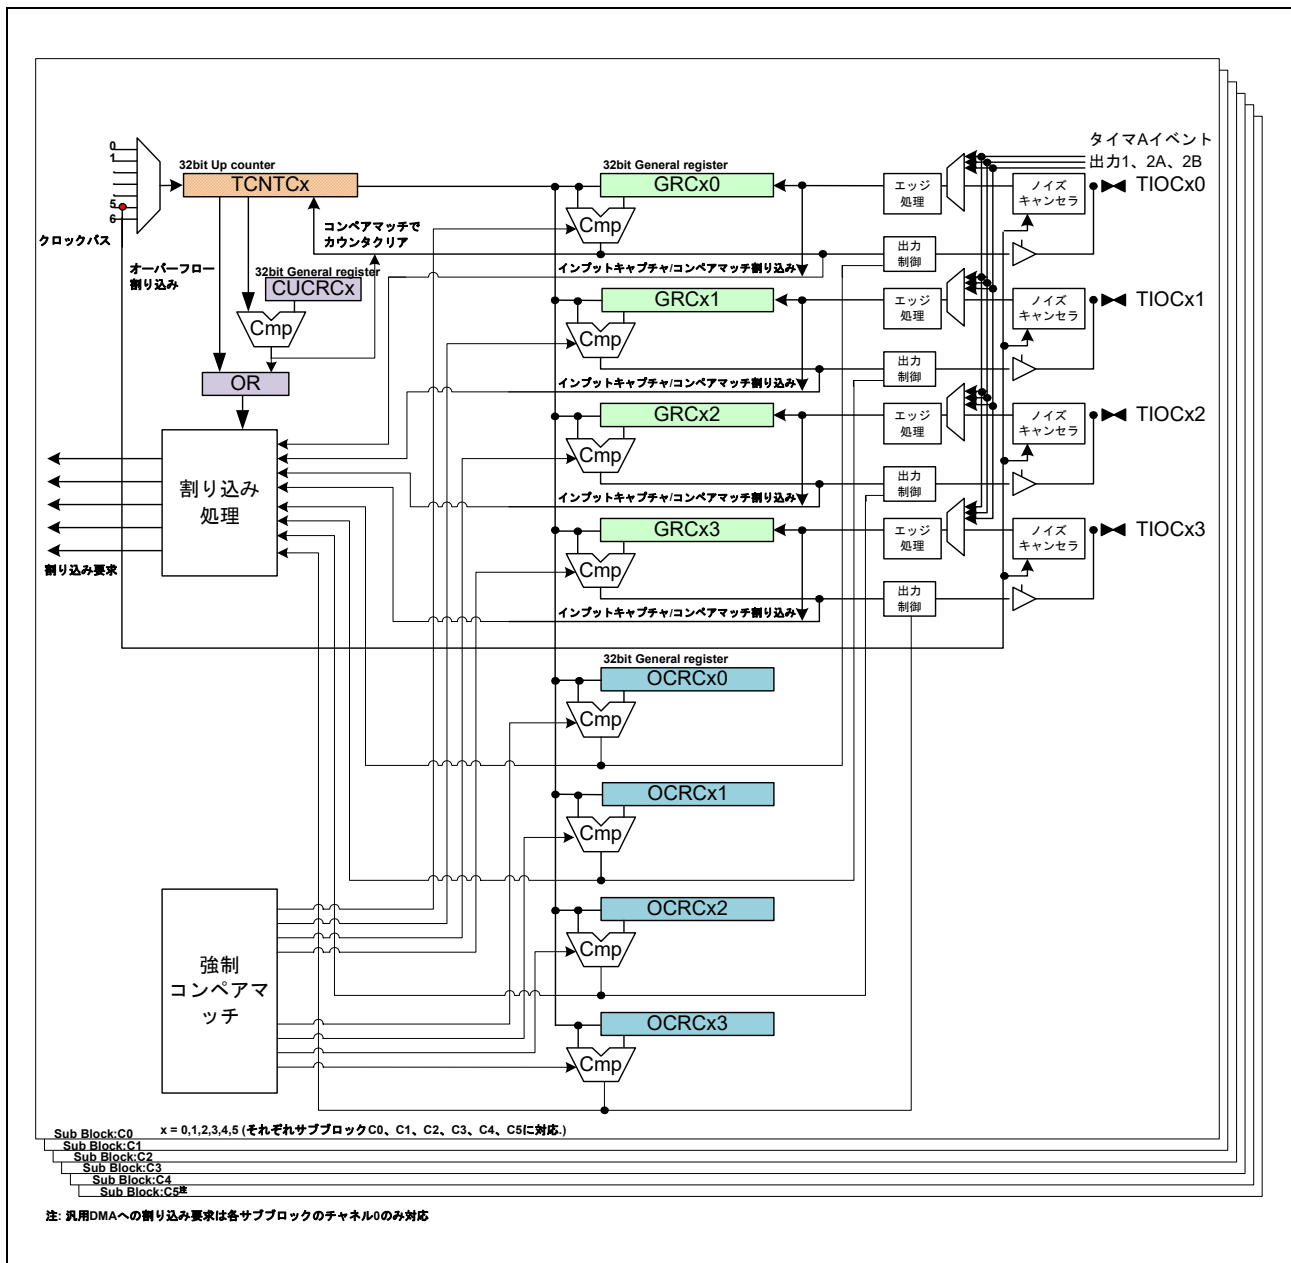 タイマAイベント
出力1、2A、2B
0
1
5
6
クロックバス
32bit Up counter
TCNTCx
コンペアマッチで
カウンタクリア
オーバーフロー
割り込み
32bit General register
CUCRCx
Cmp
OR
割り込み
処理
割り込み要求
32bit General register
GRCx0
Cmp
エッジ
処理
ノイズ
キャンセラ
TIOCx0
出力
制御
インプットキャプチャ/コンペアマッチ割り込み
GRCx1
Cmp
エッジ
処理
ノイズ
キャンセラ
TIOCx1
出力
制御
インプットキャプチャ/コンペアマッチ割り込み
GRCx2
Cmp
エッジ
処理
ノイズ
キャンセラ
TIOCx2
出力
制御
インプットキャプチャ/コンペアマッチ割り込み
GRCx3
Cmp
エッジ
処理
ノイズ
キャンセラ
TIOCx3
出力
制御
インプットキャプチャ/コンペアマッチ割り込み
32bit General register
OCRCx0
Cmp
OCRCx1
Cmp
OCRCx2
Cmp
OCRCx3
Cmp
強制
コンペアマ
ッチ
Sub Block:C0 x = 0,1,2,3,4,5 (それぞれサブブロックC0、C1、C2、C3、C4、C5に対応.)
Sub Block:C1
Sub Block:C2
Sub Block:C3
Sub Block:C4
Sub Block:C5注
注: 汎用DMAへの割り込み要求は各サブブロックのチャネル0のみ対応